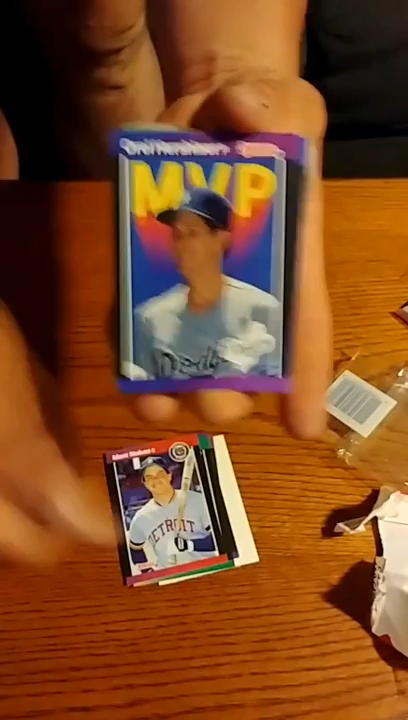 Orel Hershiser
MVP
Dodgers
Matt Nokes C
DETROIT